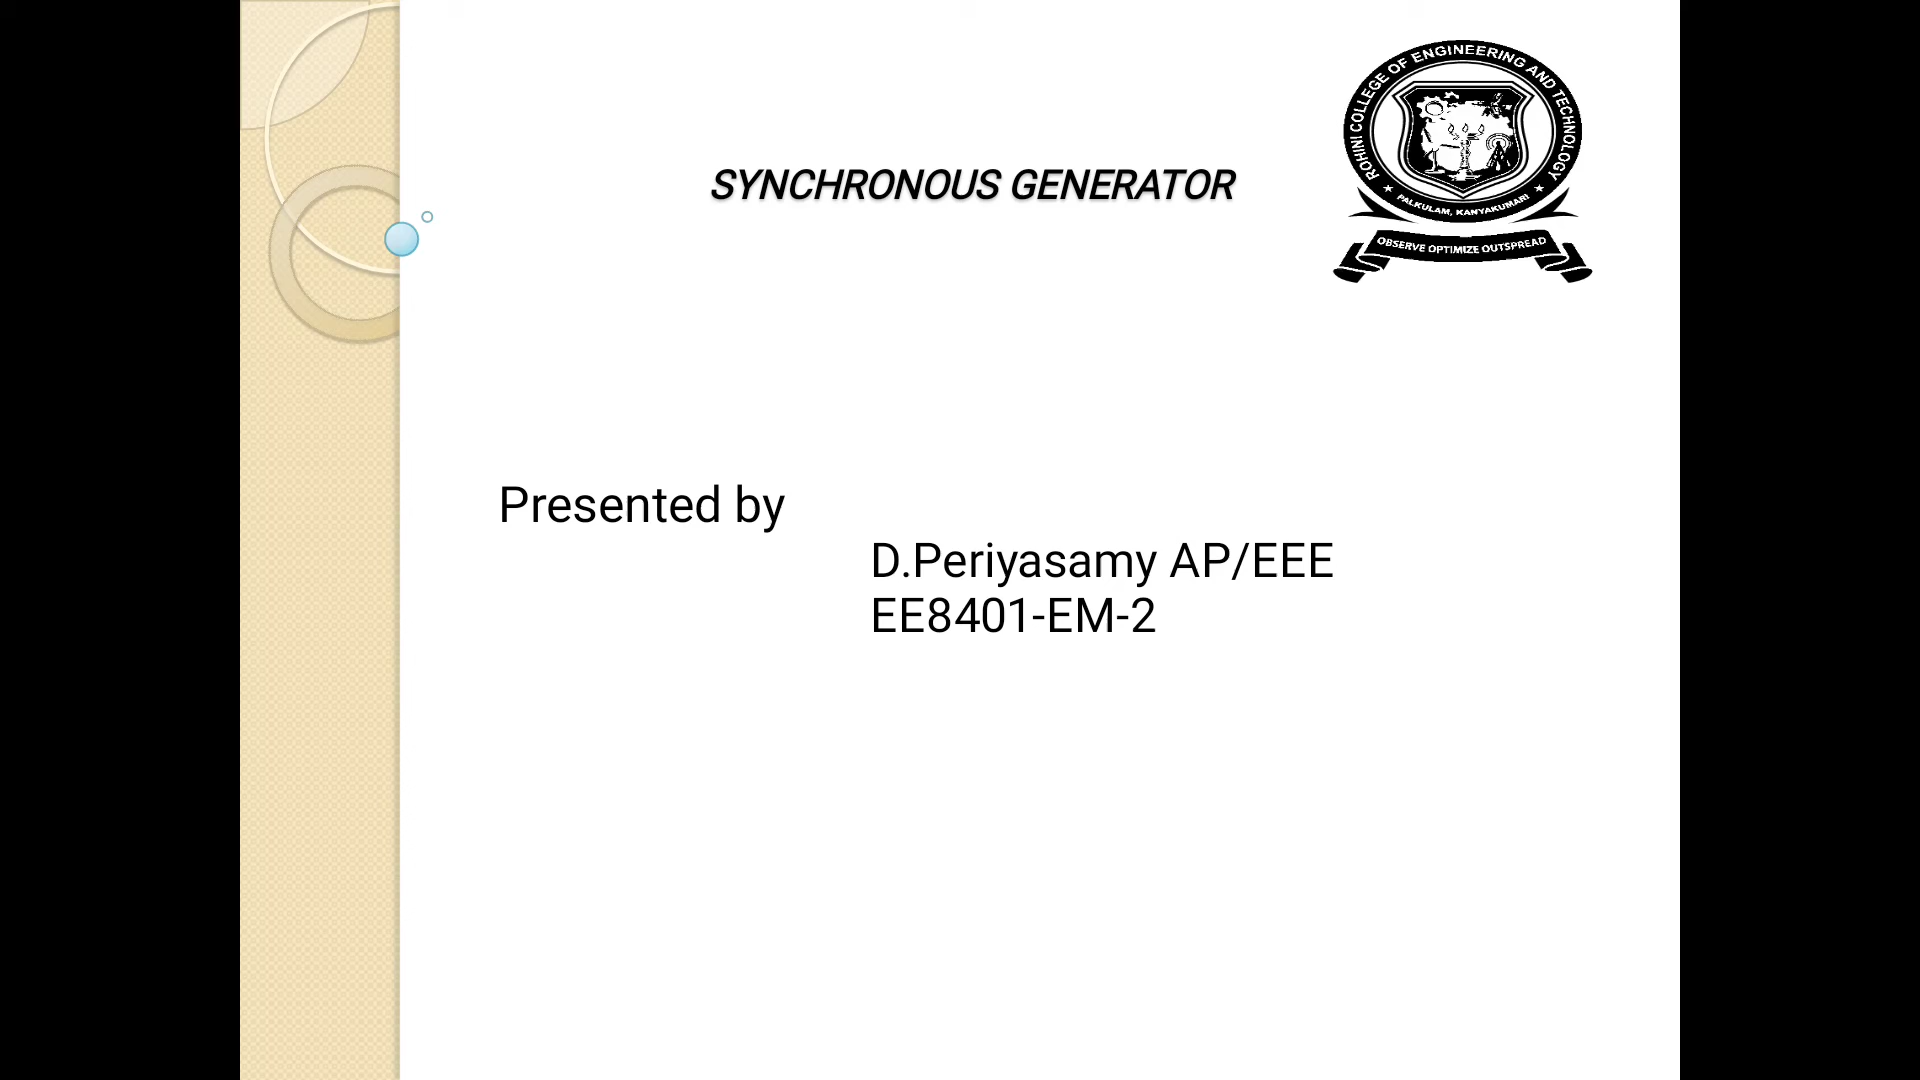 ROHINI COLLEGE OF ENGINEERING AND TECHNOLOGY
★ PALKULAM, KANYAKUMARI ★
OBSERVE OPTIMIZE OUTSPREAD
SYNCHRONOUS GENERATOR
Presented by
D.Periyasamy AP/EEE
EE8401-EM-2